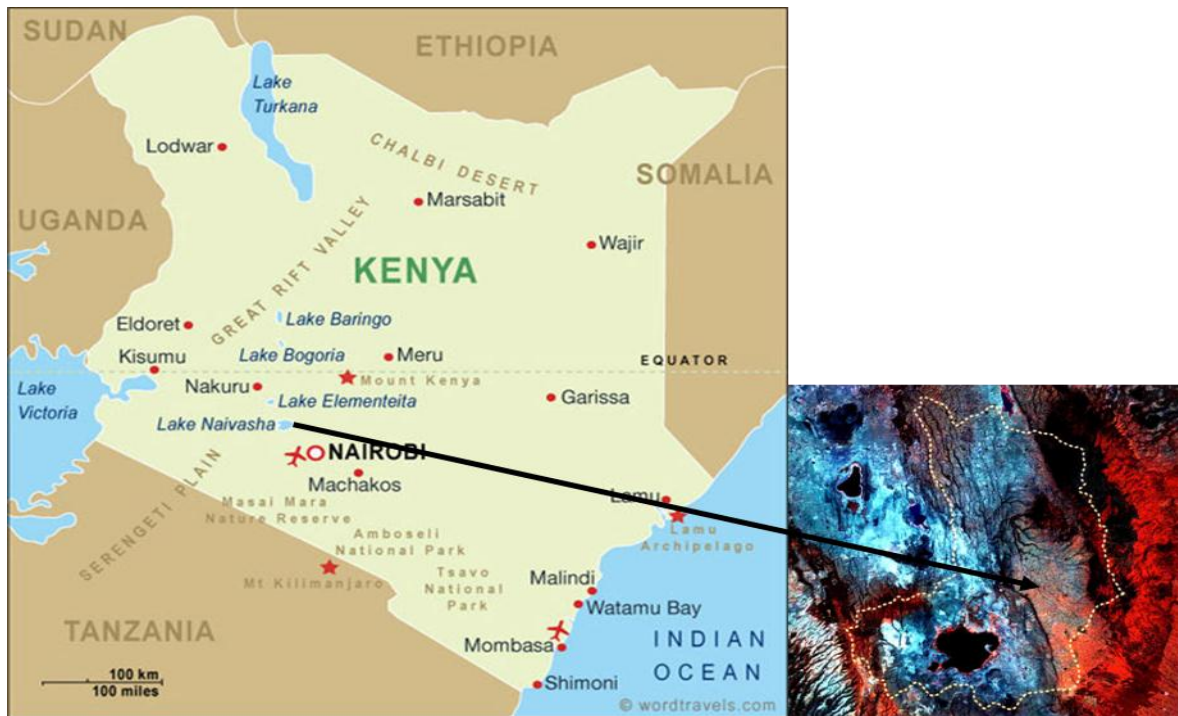 SUDAN
ETHIOPIA
Lake
Turkana
Lodwar
CHALBI DESERT
SOMALIA
UGANDA
Marsabit
Wajir
GREAT RIFT VALLEY
KENYA
Lake Baringo
Eldoret
Lake Bogoria
Meru
Kisumu
EQUATOR
Mount Kenya
Nakuru
Lake
Victoria
Lake Elementeita
Garissa
Lake Naivasha
NAIROBI
Machakos
SERENGETI PLAIN
Masai Mara
Nature Reserve
Lamu
Lamu
Archipelago
Amboseli
National Park
Mt Kilimanjaro
Tsavo
National
Park
Malindi
Watamu Bay
TANZANIA
Mombasa
INDIAN
OCEAN
100 km
100 miles
Shimoni
© wordtravels.com